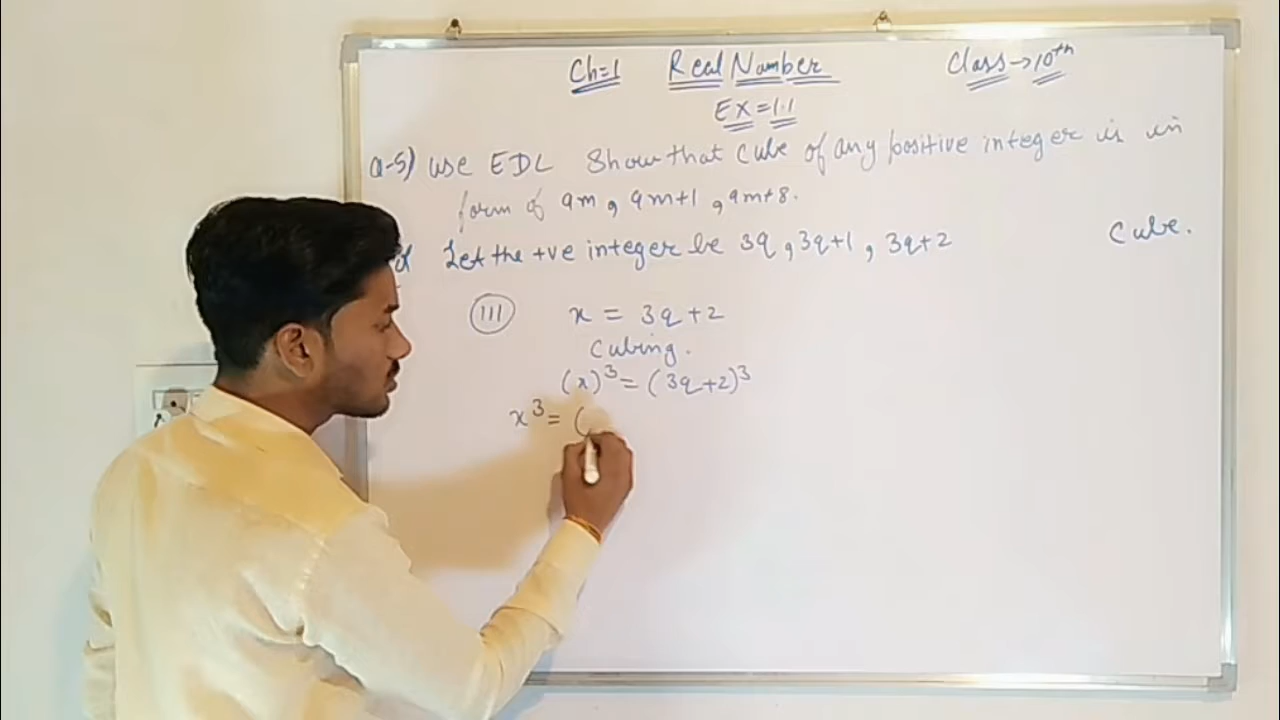 Ch=1 Real Number Class→10th
EX=1.1
Q-5) Use EDL Show that cube of any positive integer is in
form of 9m, 9m+1, 9m+8.
Let the +ve integer be 3q, 3q+1, 3q+2 Cube.
(III) x = 3q+2
Cubing.
(x)³ = (3q+2)³
x³ = (